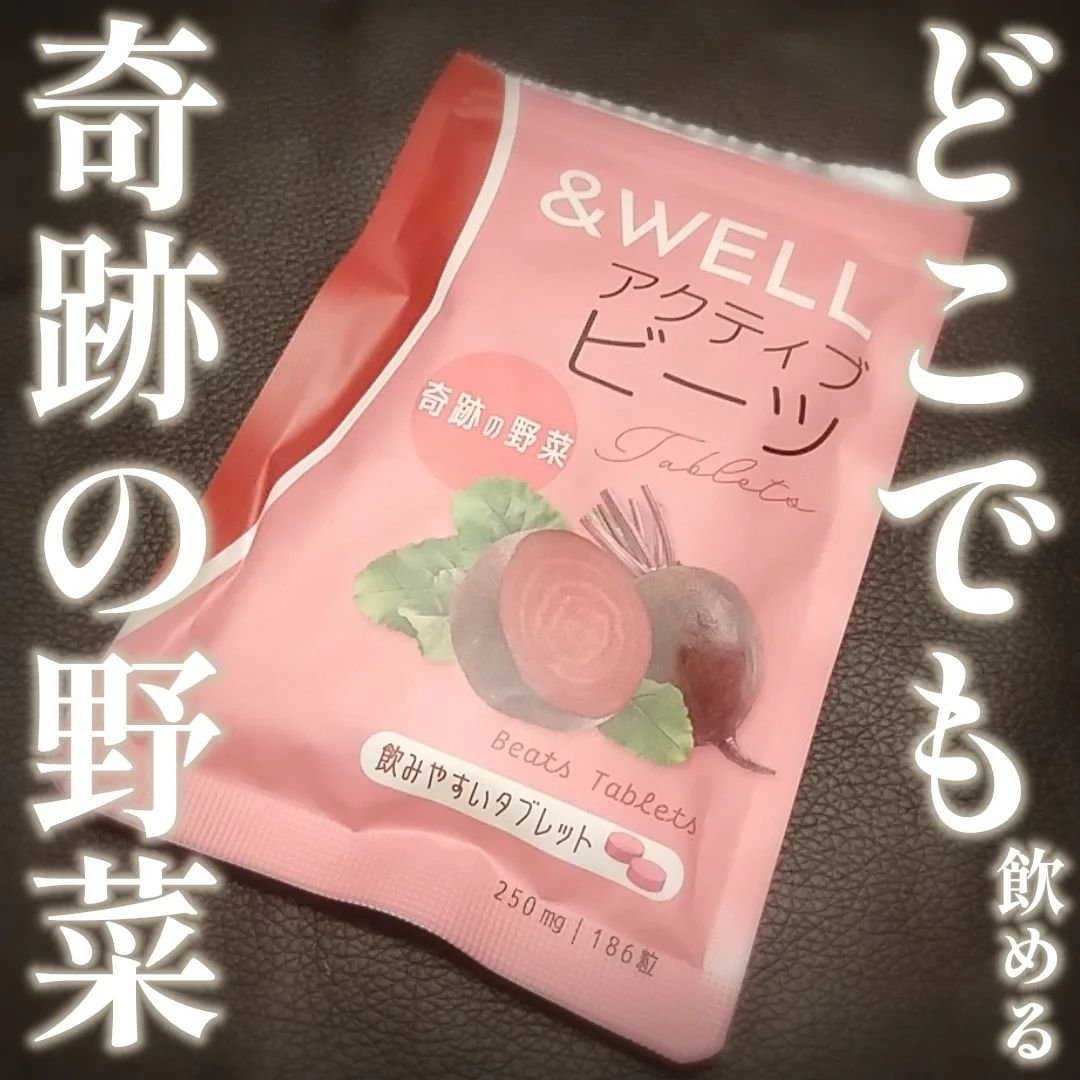 どこでも飲める
奇跡の野菜
&WELL
アクティブ
ビーツ
Tablets
奇跡の野菜
Beats Tablets
飲みやすいタブレット
250mg | 186粒